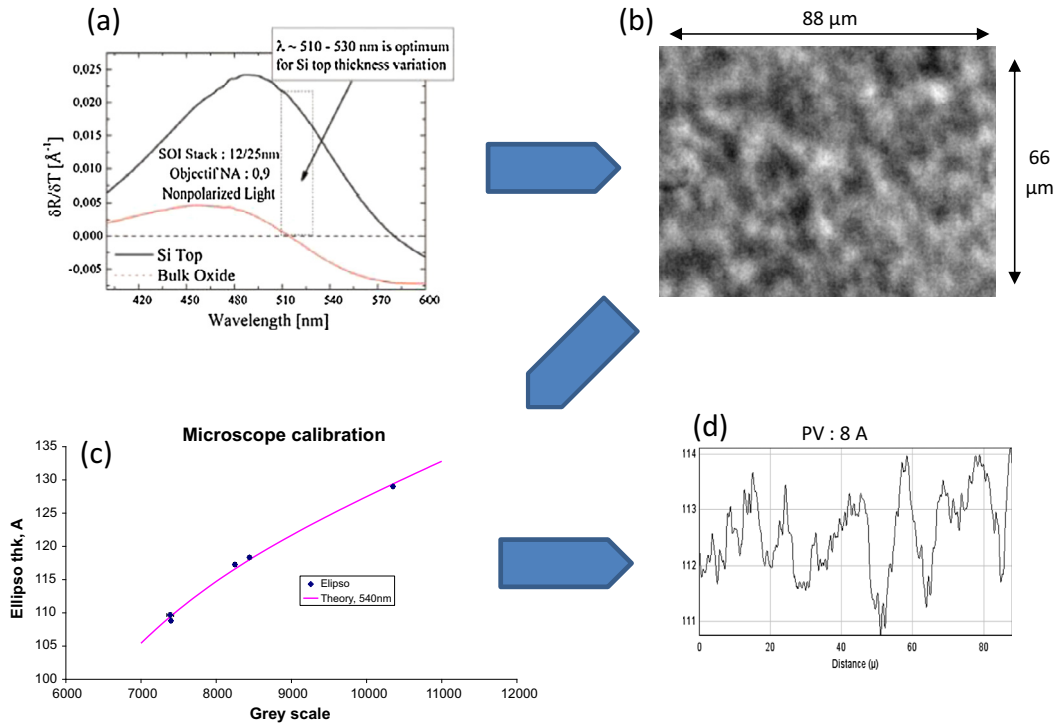 (a)
λ ~ 510 - 530 nm is optimum
for Si top thickness variation
0,025
0,020
0,015
0,010
0,005
0,000
-0,005
δR/δT [Å⁻¹]
SOI Stack : 12/25nm
Objectif NA : 0,9
Nonpolarized Light
Si Top
Bulk Oxide
420 450 480 510 540 570 600
Wavelength [nm]
(b)
88 µm
66
µm
Microscope calibration
(c)
135
130
125
120
115
110
105
100
Ellipso thk, A
Elipso
Theory, 540nm
6000 7000 8000 9000 10000 11000 12000
Grey scale
(d)
PV : 8 A
114
113
112
111
0 20 40 60 80
Distance (µ)